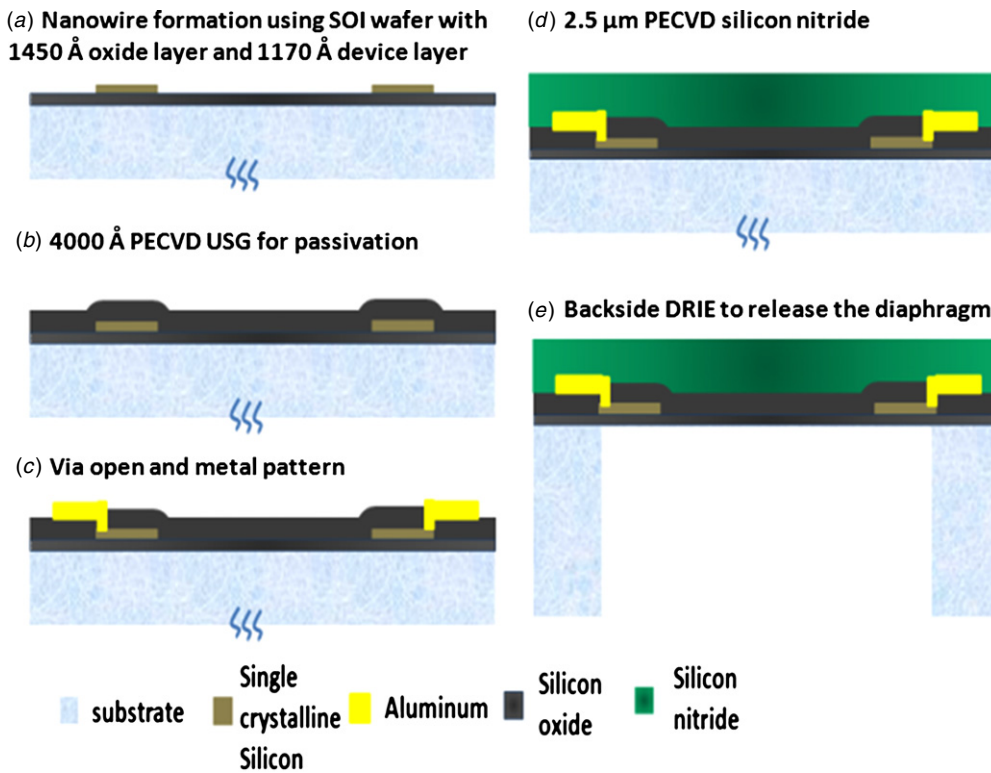 (a) Nanowire formation using SOI wafer with
1450 Å oxide layer and 1170 Å device layer
(b) 4000 Å PECVD USG for passivation
(c) Via open and metal pattern
(d) 2.5 µm PECVD silicon nitride
(e) Backside DRIE to release the diaphragm
substrate
Single
crystalline
Silicon
Aluminum
Silicon
oxide
Silicon
nitride